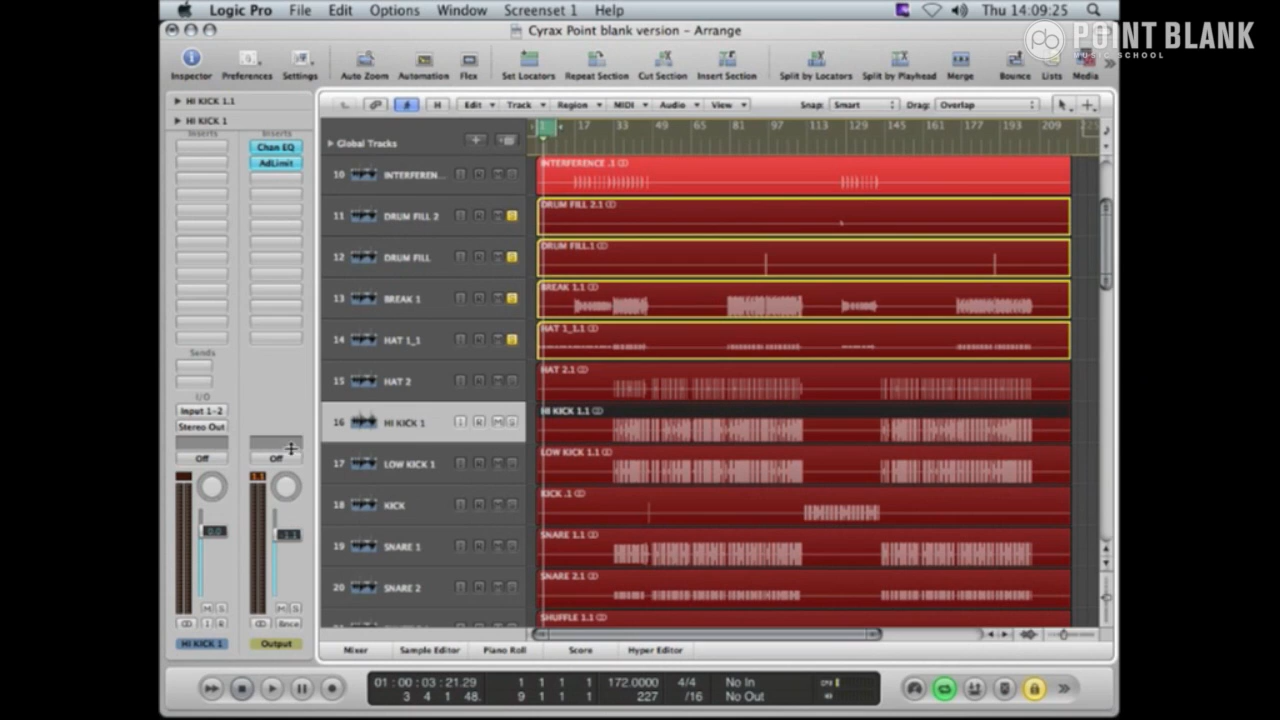 Logic Pro File Edit Options Window Screenset 1 Help Thu 14:09:25
Cyrax Point blank version - Arrange
POINT BLANK
MUSIC SCHOOL
Inspector Preferences Settings Auto Zoom Automation Flex Set Locators Repeat Section Cut Section Insert Section Split by Locators Split by Playhead Merge Bounce Lists Media
HI KICK 1.1
HI KICK 1
H Edit Track Region MIDI Audio View Snap: Smart Drag: Overlap
Inserts Inserts
Chan EQ
AdLimit
Sends
I/O
Input 1-2
Stereo Out
Off Off
1.1
0.0 -1.1
M S M S
I R Bnce
HI KICK 1 Output
Global Tracks
1 17 33 49 65 81 97 113 129 145 161 177 193 209
10 INTERFEREN... INTERFERENCE .1
11 DRUM FILL 2 DRUM FILL 2.1
12 DRUM FILL DRUM FILL.1
13 BREAK 1 BREAK 1.1
14 HAT 1_1 HAT 1_1.1
15 HAT 2 HAT 2.1
16 HI KICK 1 I R M S HI KICK 1.1
17 LOW KICK 1 LOW KICK 1.1
18 KICK KICK .1
19 SNARE 1 SNARE 1.1
20 SNARE 2 SNARE 2.1
SHUFFLE 1.1
Mixer Sample Editor Piano Roll Score Hyper Editor
01 : 00 : 03 : 21.29 1 1 1 1 172.0000 4/4 No In
3 4 1 48. 9 1 1 1 227 /16 No Out